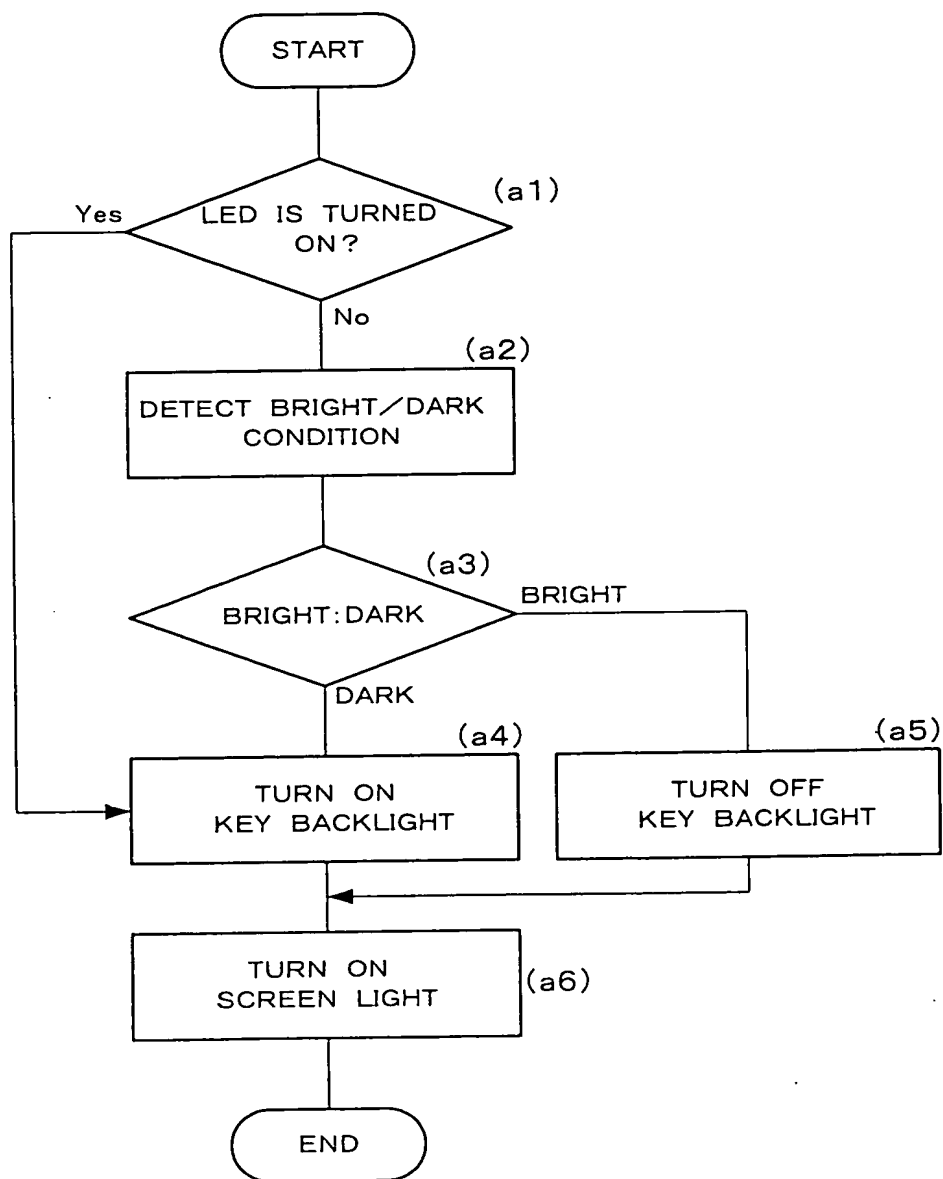 START
(a1)
Yes
LED IS TURNED
ON?
No
(a2)
DETECT BRIGHT/DARK
CONDITION
(a3)
BRIGHT:DARK
BRIGHT
DARK
(a4)
TURN ON
KEY BACKLIGHT
(a5)
TURN OFF
KEY BACKLIGHT
TURN ON
SCREEN LIGHT
(a6)
END